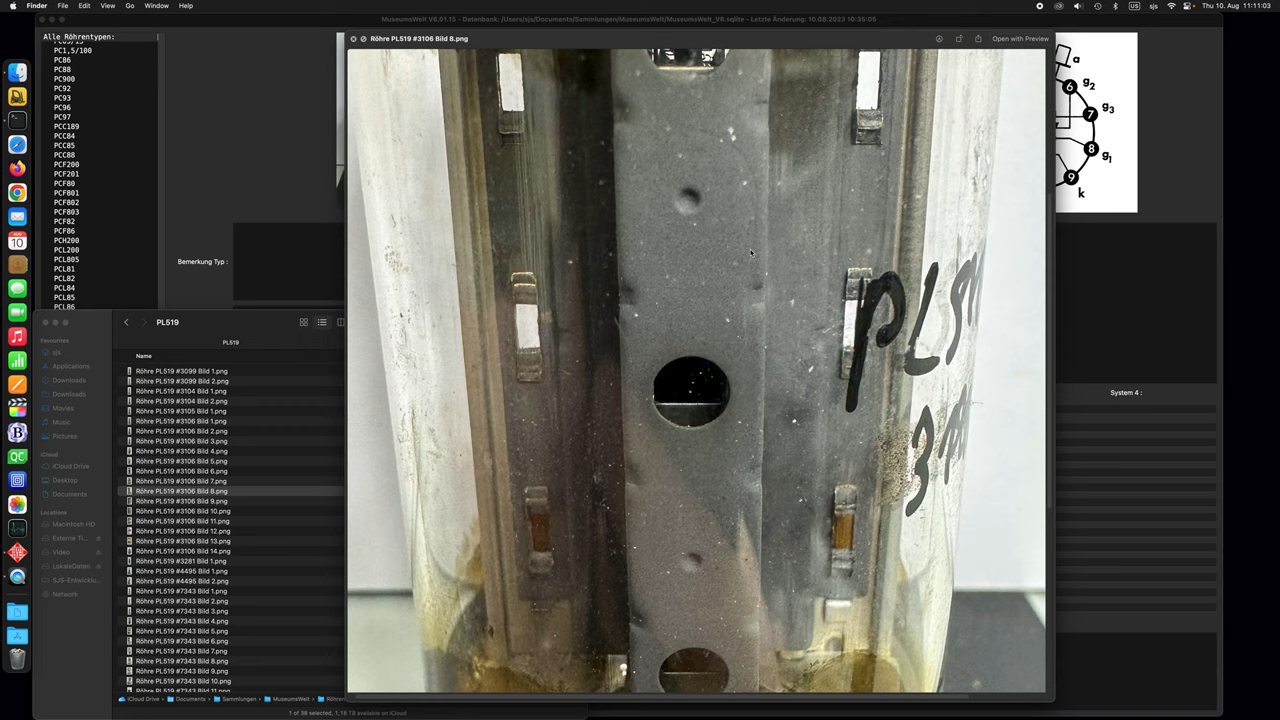 Finder File Edit View Go Window Help
sjs Thu 10. Aug 11:11:03
MuseumsWelt V6.01.15 - Datenbank: /Users/sjs/Documents/Sammlungen/MuseumsWelt/MuseumsWelt_V6.sqlite - Letzte Änderung: 10.08.2023 10:35:05
Alle Röhrentypen:
PC1,5/100
PC86
PC88
PC900
PC92
PC93
PC96
PC97
PCC189
PCC84
PCC85
PCC88
PCF200
PCF201
PCF80
PCF801
PCF802
PCF803
PCF82
PCF86
PCH200
PCL200
PCL805
PCL81
PCL82
PCL84
PCL85
PCL86
Bemerkung Typ :
Röhre PL519 #3106 Bild 8.png
Open with Preview
a
6 g2
7 g3
8 g1
9 k
System 4 :
PL519
PL519
Name
Favourites
sjs
Applications
Downloads
Downloads
Movies
Music
Pictures
iCloud
iCloud Drive
Desktop
Documents
Locations
Macintosh HD
Externe Ti...
Video
LokaleDaten
SJS-Entwicklu...
Network
Röhre PL519 #3099 Bild 1.png
Röhre PL519 #3099 Bild 2.png
Röhre PL519 #3104 Bild 1.png
Röhre PL519 #3104 Bild 2.png
Röhre PL519 #3105 Bild 1.png
Röhre PL519 #3106 Bild 1.png
Röhre PL519 #3106 Bild 2.png
Röhre PL519 #3106 Bild 3.png
Röhre PL519 #3106 Bild 4.png
Röhre PL519 #3106 Bild 5.png
Röhre PL519 #3106 Bild 6.png
Röhre PL519 #3106 Bild 7.png
Röhre PL519 #3106 Bild 8.png
Röhre PL519 #3106 Bild 9.png
Röhre PL519 #3106 Bild 10.png
Röhre PL519 #3106 Bild 11.png
Röhre PL519 #3106 Bild 12.png
Röhre PL519 #3106 Bild 13.png
Röhre PL519 #3106 Bild 14.png
Röhre PL519 #3281 Bild 1.png
Röhre PL519 #4495 Bild 1.png
Röhre PL519 #4495 Bild 2.png
Röhre PL519 #7343 Bild 1.png
Röhre PL519 #7343 Bild 2.png
Röhre PL519 #7343 Bild 3.png
Röhre PL519 #7343 Bild 4.png
Röhre PL519 #7343 Bild 5.png
Röhre PL519 #7343 Bild 6.png
Röhre PL519 #7343 Bild 7.png
Röhre PL519 #7343 Bild 8.png
Röhre PL519 #7343 Bild 9.png
Röhre PL519 #7343 Bild 10.png
Röhre PL519 #7343 Bild 11.png
iCloud Drive Documents Sammlungen MuseumsWelt
1 of 38 selected, 1,18 TB available on iCloud